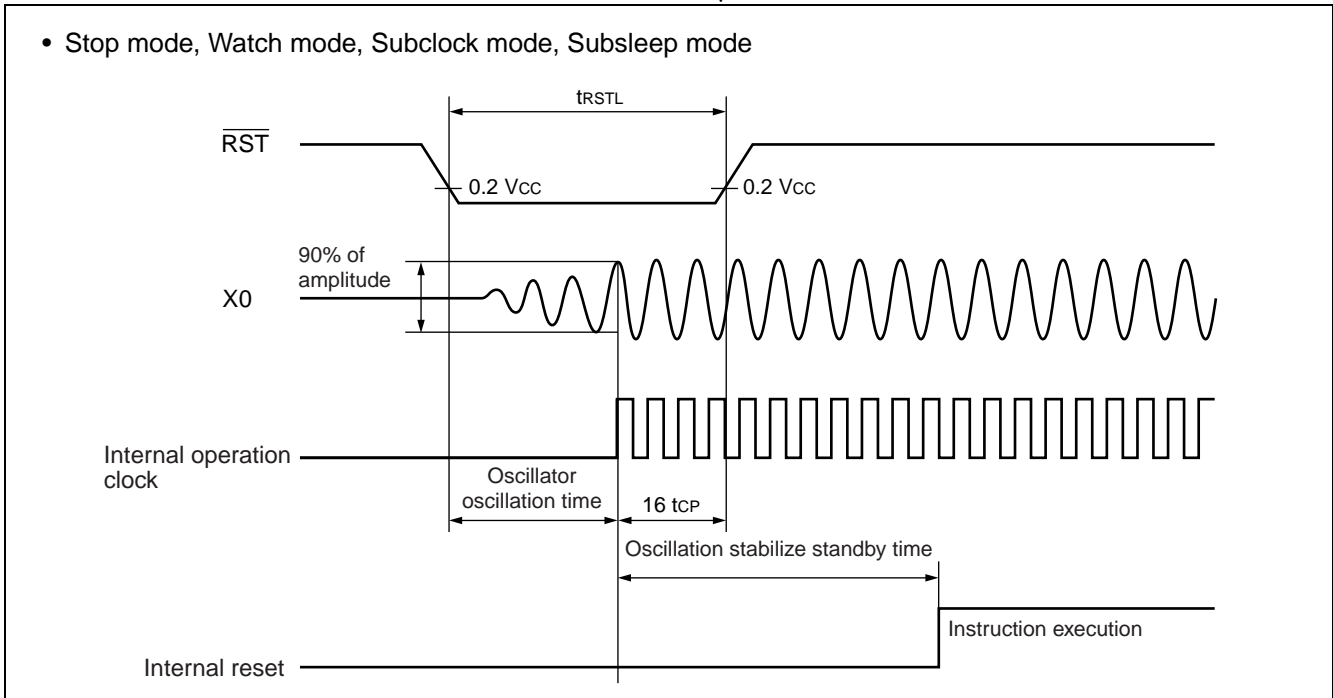 • Stop mode, Watch mode, Subclock mode, Subsleep mode
tRSTL
RST
0.2 VCC
0.2 VCC
90% of
amplitude
X0
Internal operation
clock
Oscillator
oscillation time
16 tCP
Oscillation stabilize standby time
Instruction execution
Internal reset